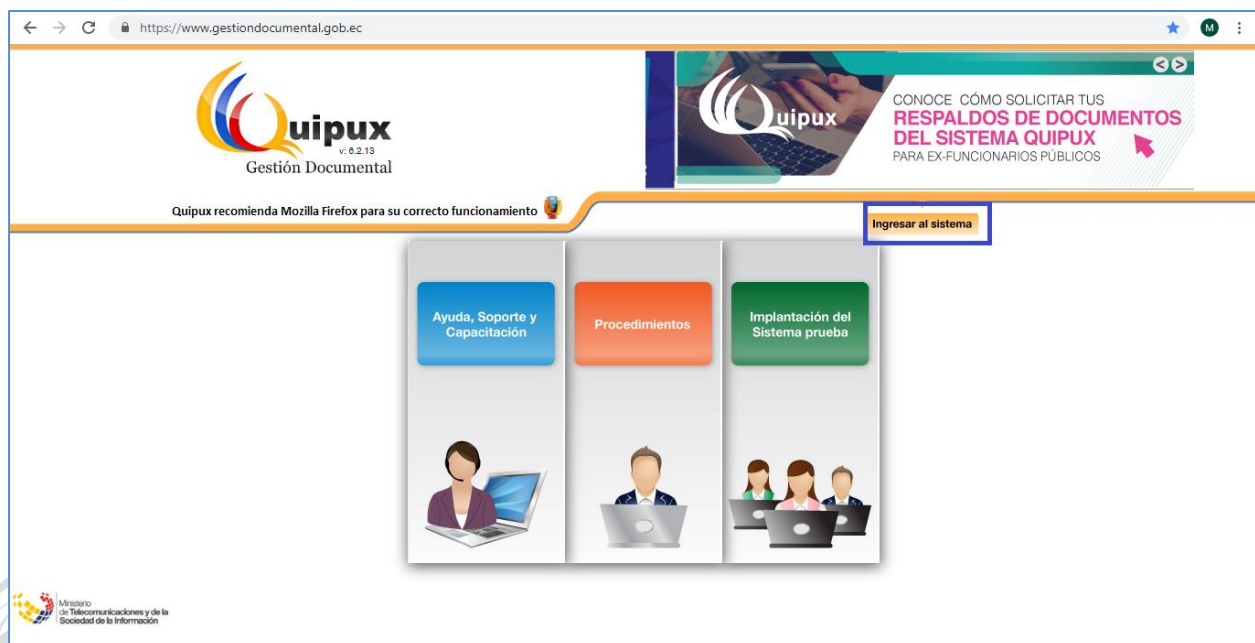 https://www.gestiondocumental.gob.ec
M
Quipux
v: 6.2.13
Gestión Documental
Quipux
CONOCE CÓMO SOLICITAR TUS
RESPALDOS DE DOCUMENTOS
DEL SISTEMA QUIPUX
PARA EX-FUNCIONARIOS PÚBLICOS
Quipux recomienda Mozilla Firefox para su correcto funcionamiento
Ingresar al sistema
Ayuda, Soporte y
Capacitación
Procedimientos
Implantación del
Sistema prueba
Ministerio
de Telecomunicaciones y de la
Sociedad de la Información